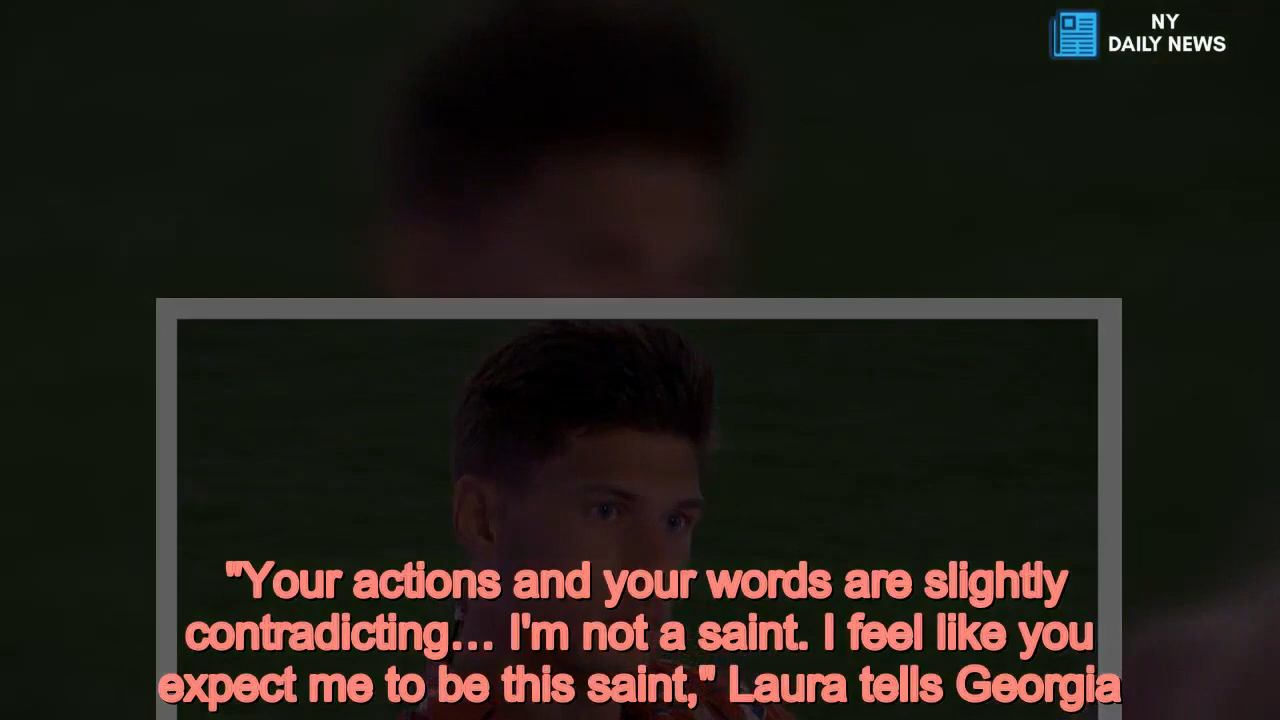 NY
DAILY NEWS
"Your actions and your words are slightly
contradicting... I'm not a saint. I feel like you
expect me to be this saint," Laura tells Georgia